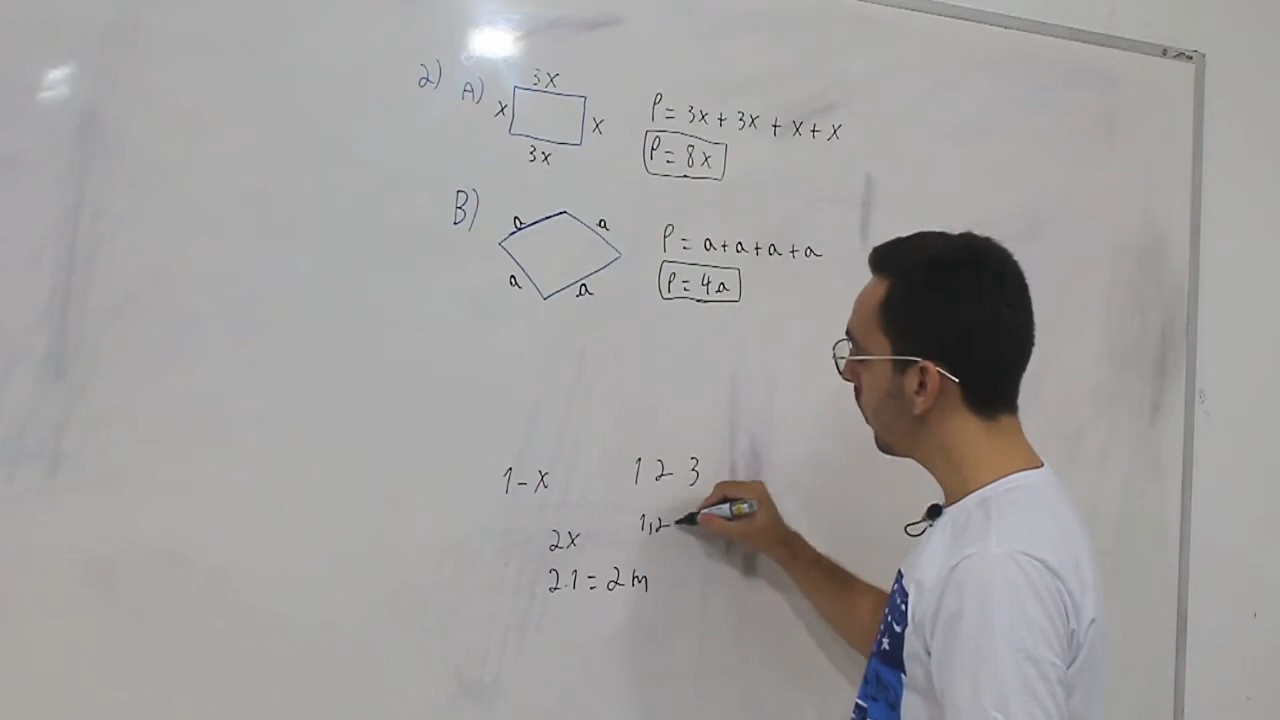 2) A) 3x
x
x
3x
P = 3x + 3x + x + x
P = 8x
B)
a
a
a
a
P = a + a + a + a
P = 4a
1 - x
1 2 3
1,2
2x
2.1 = 2m